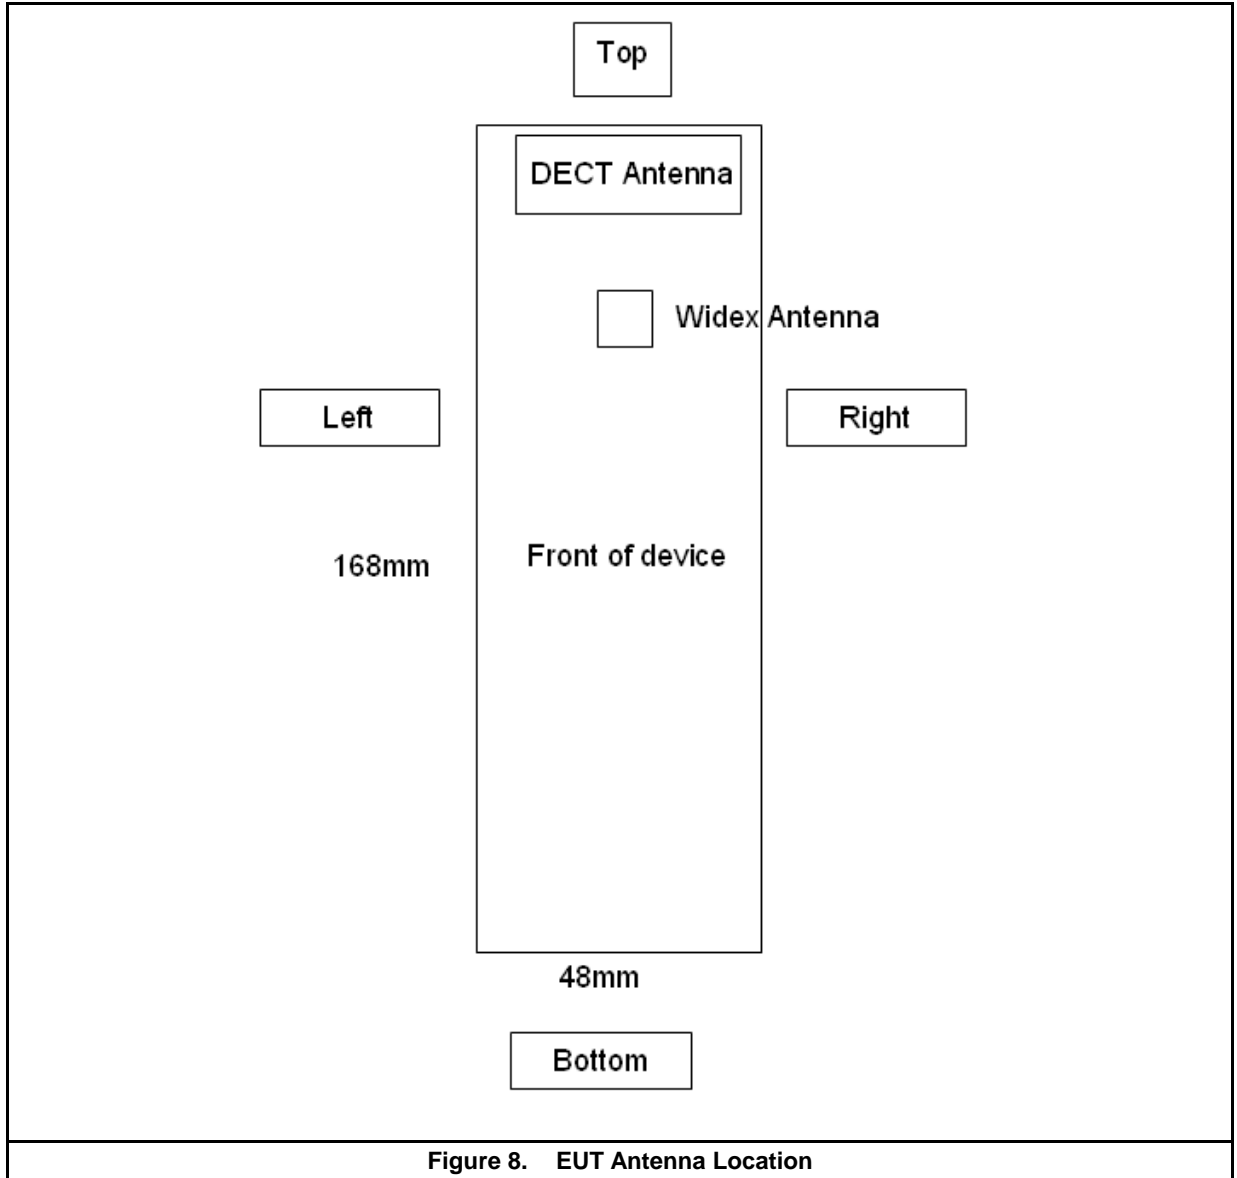 Top
DECT Antenna
Widex Antenna
Left
Right
Front of device
168mm
48mm
Bottom
Figure 8. EUT Antenna Location